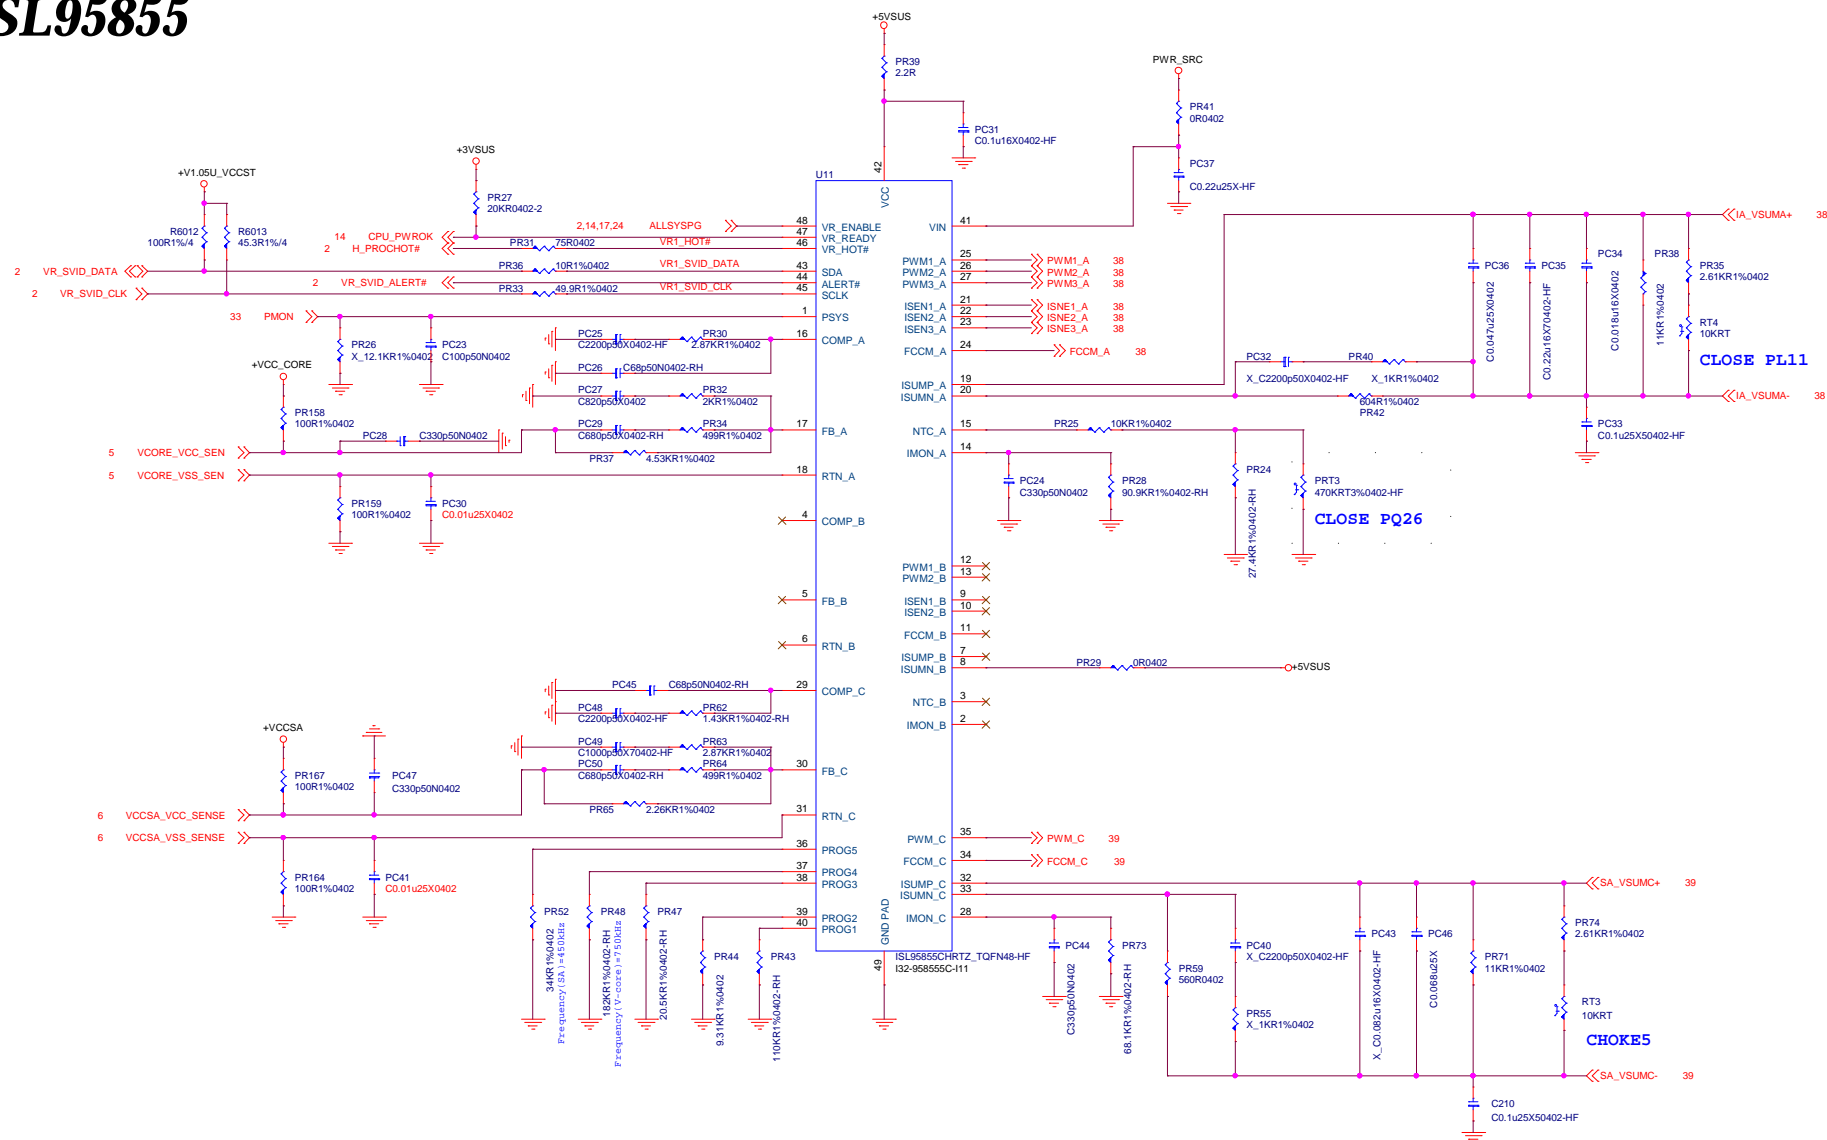 SL95855
+5VSUS
PR39
2.2R
PWR_SRC
PR41
0R0402
PC31
C0.1u16X0402-HF
PC37
C0.22u25X-HF
+3VSUS
+V1.05U_VCCST
PR27
20KR0402-2
R6012
100R1%/4
R6013
45.3R1%/4
2,14,17,24 ALLSYSPG
14 CPU_PWROK
2 H_PROCHOT#
PR31 75R0402 VR1_HOT#
2 VR_SVID_DATA
PR36 10R1%0402 VR1_SVID_DATA
2 VR_SVID_ALERT#
2 VR_SVID_CLK
PR33 49.9R1%0402 VR1_SVID_CLK
33 PMON
PR26
X_12.1KR1%0402
PC23
C100p50N0402
+VCC_CORE
PR158
100R1%0402
PC25 PR30
C2200p50X0402-HF 2.87KR1%0402
PC26 C68p50N0402-RH
PC27 PR32
C820p50X0402 2KR1%0402
PC28 C330p50N0402
PC29 PR34
C680p50X0402-RH 499R1%0402
PR37 4.53KR1%0402
5 VCORE_VCC_SEN
5 VCORE_VSS_SEN
PR159
100R1%0402
PC30
C0.01u25X0402
PC45 C68p50N0402-RH
PC48 PR62
C2200p50X0402-HF 1.43KR1%0402-RH
+VCCSA
PC49 PR63
C1000p50X70402-HF 2.87KR1%0402
PC50 PR64
C680p50X0402-RH 499R1%0402
PR65 2.26KR1%0402
PR167
100R1%0402
PC47
C330p50N0402
6 VCCSA_VCC_SENSE
6 VCCSA_VSS_SENSE
PR164
100R1%0402
PC41
C0.01u25X0402
PR52
34KR1%0402
Frequency(SA)=450kHz
PR48
182KR1%0402-RH
Frequency(V-core)=750kHz
PR47
20.5KR1%0402-RH
PR44
9.31KR1%0402
PR43
110KR1%0402-RH
U11
42 VCC
48 VR_ENABLE
47 VR_READY
46 VR_HOT#
43 SDA
44 ALERT#
45 SCLK
1 PSYS
16 COMP_A
17 FB_A
18 RTN_A
4 COMP_B
5 FB_B
6 RTN_B
29 COMP_C
30 FB_C
31 RTN_C
36 PROG5
37 PROG4
38 PROG3
39 PROG2
40 PROG1
GND PAD
49
ISL95855CHRTZ_TQFN48-HF
I32-958555C-I11
VIN 41
PWM1_A 25
PWM2_A 26
PWM3_A 27
ISEN1_A 21
ISEN2_A 22
ISEN3_A 23
FCCM_A 24
ISUMP_A 19
ISUMN_A 20
NTC_A 15
IMON_A 14
PWM1_B 12
PWM2_B 13
ISEN1_B 9
ISEN2_B 10
FCCM_B 11
ISUMP_B 7
ISUMN_B 8
NTC_B 3
IMON_B 2
PWM_C 35
FCCM_C 34
ISUMP_C 32
ISUMN_C 33
IMON_C 28
PWM1_A 38
PWM2_A 38
PWM3_A 38
ISNE1_A 38
ISNE2_A 38
ISNE3_A 38
FCCM_A 38
IA_VSUMA+ 38
PC36
C0.047u25X0402
PC35
C0.22u16X70402-HF
PC34
C0.018u16X0402
PR38
11KR1%0402
PR35
2.61KR1%0402
RT4
10KRT
CLOSE PL11
PC32 PR40
X_C2200p50X0402-HF X_1KR1%0402
604R1%0402
PR42
IA_VSUMA- 38
PC33
C0.1u25X50402-HF
PR25 10KR1%0402
PC24
C330p50N0402
PR28
90.9KR1%0402-RH
PR24
27.4KR1%0402-RH
PRT3
470KRT3%0402-HF
CLOSE PQ26
PR29 0R0402
+5VSUS
PWM_C 39
FCCM_C 39
SA_VSUMC+ 39
PC44
C330p50N0402
PR73
68.1KR1%0402-RH
PR59
560R0402
PC40
X_C2200p50X0402-HF
PR55
X_1KR1%0402
PC43
X_C0.082u16X0402-HF
PC46
C0.068u25X
PR71
11KR1%0402
PR74
2.61KR1%0402
RT3
10KRT
CHOKE5
SA_VSUMC- 39
C210
C0.1u25X50402-HF